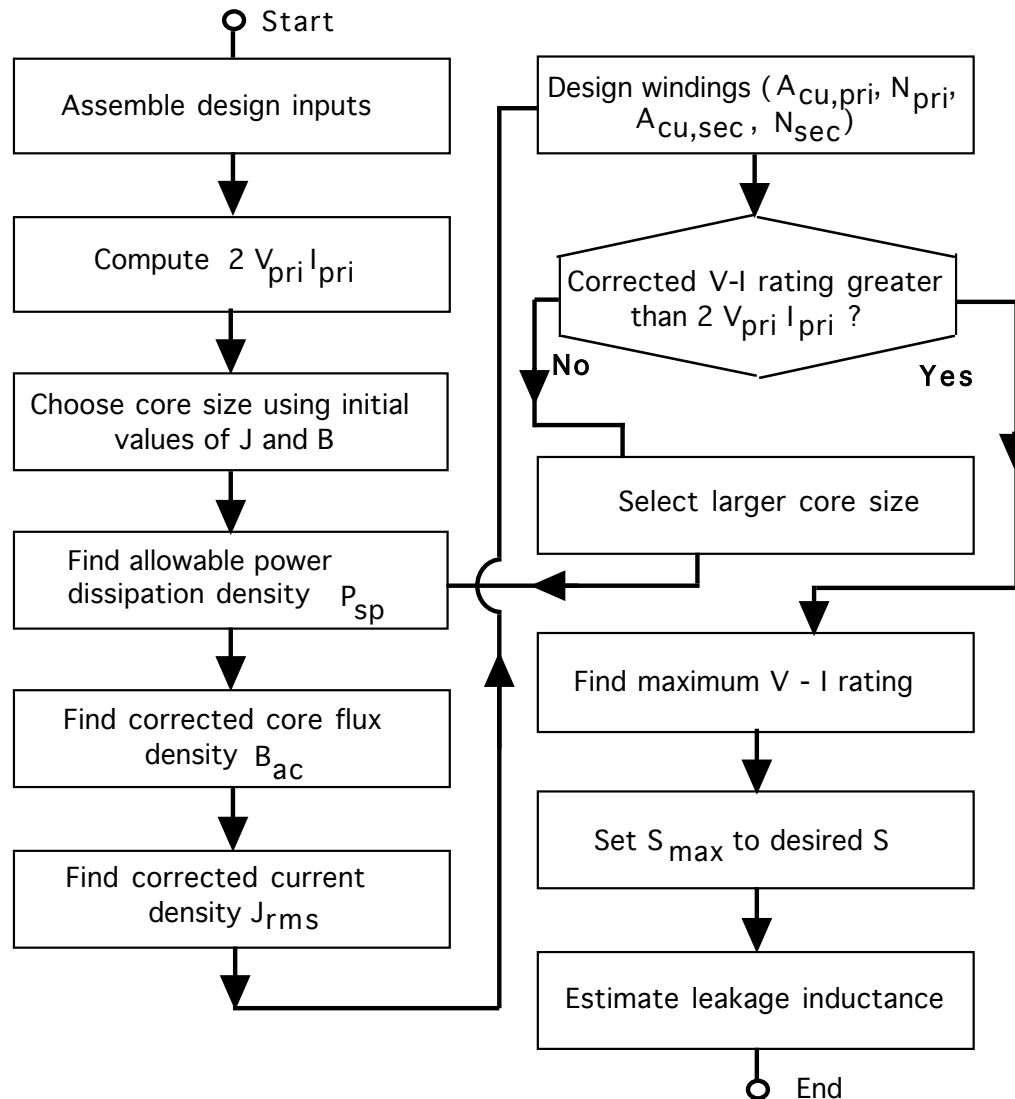 Start
Assemble design inputs
Compute 2 Vpri Ipri
Choose core size using initial
values of J and B
Find allowable power
dissipation density Psp
Find corrected core flux
density Bac
Find corrected current
density Jrms
Design windings (Acu,pri, Npri,
Acu,sec , Nsec)
Corrected V-I rating greater
than 2 Vpri Ipri ?
No
Yes
Select larger core size
Find maximum V - I rating
Set Smax to desired S
Estimate leakage inductance
End